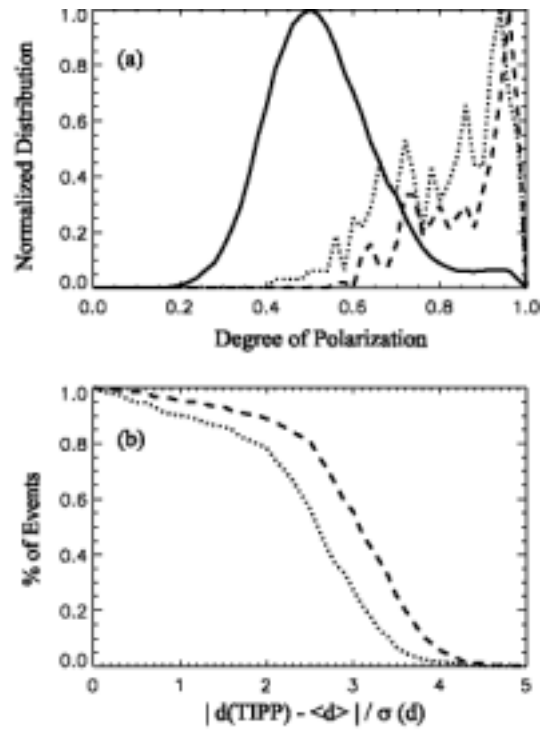 1.0
(a)
0.8
0.6
0.4
0.2
0.0
Normalized Distribution
0.0 0.2 0.4 0.6 0.8 1.0
Degree of Polarization
1.0
(b)
0.8
0.6
0.4
0.2
0.0
% of Events
0 1 2 3 4 5
| d(TIPP) - <d> | / σ (d)